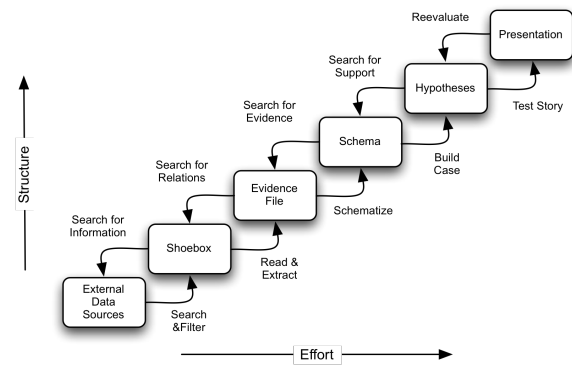 Reevaluate
Presentation
Search for
Support
Hypotheses
Test Story
Search for
Evidence
Schema
Build
Case
Search for
Relations
Evidence
File
Schematize
Search for
Information
Shoebox
Read &
Extract
External
Data
Sources
Search
&Filter
Structure
Effort